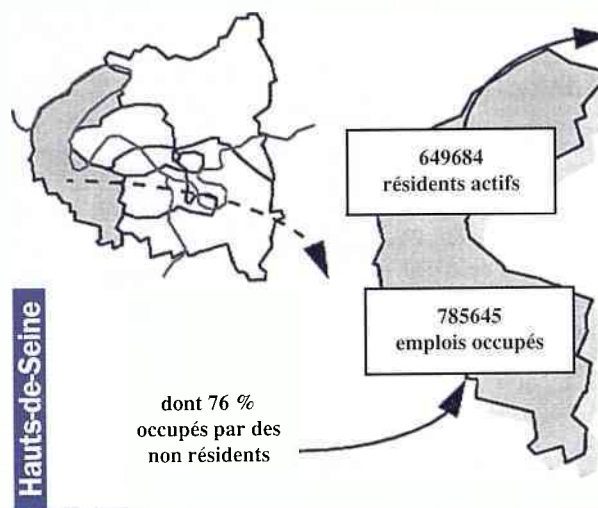 649684
résidents actifs
785645
emplois occupés
dont 76 %
occupés par des
non résidents
Hauts-de-Seine